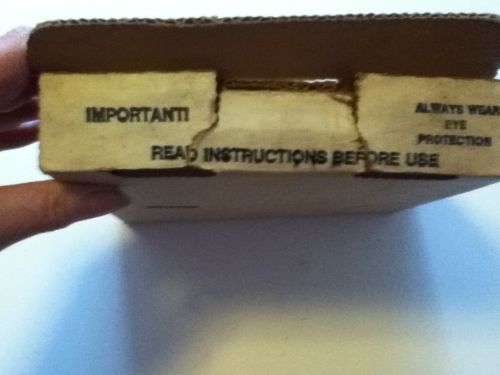 IMPORTANT!
ALWAYS WEAR
EYE
PROTECTION
READ INSTRUCTIONS BEFORE USE